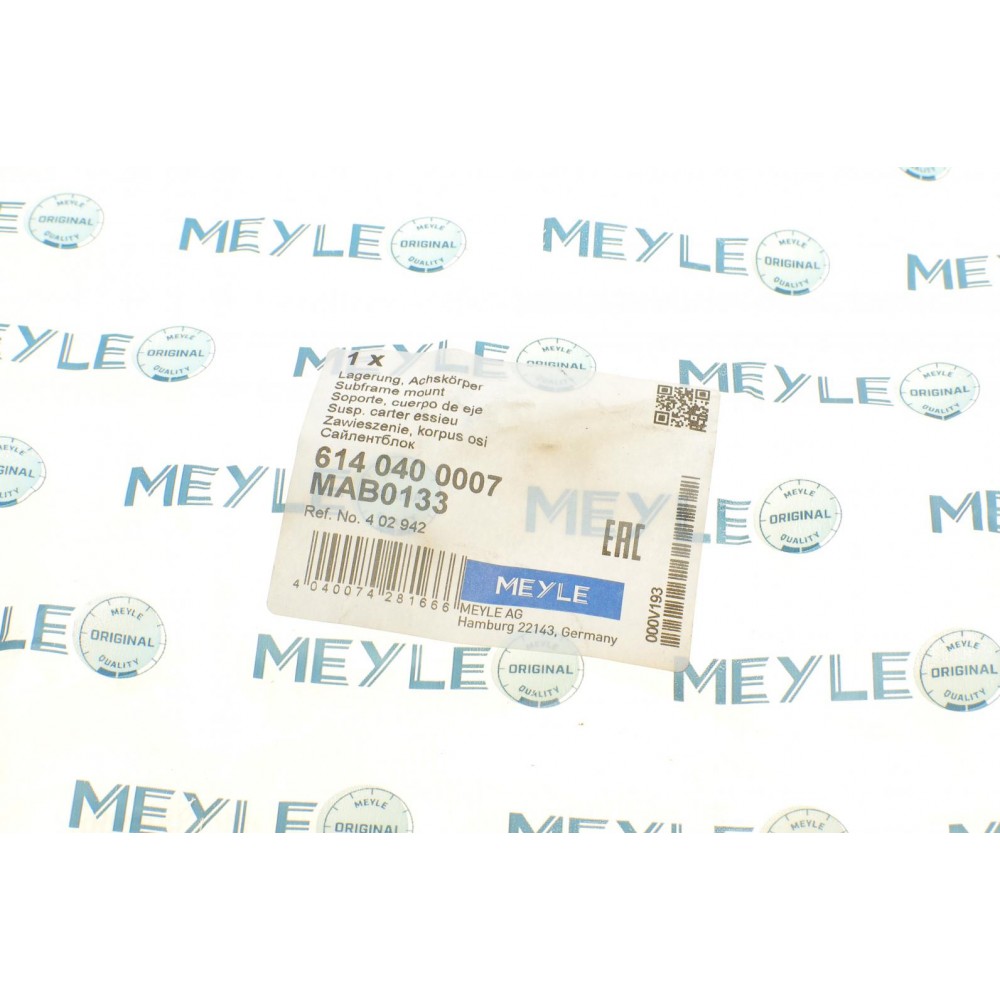 MEYLE ORIGINAL QUALITY
1 x
Lagerung, Achskörper
Subframe mount
Soporte, cuerpo de eje
Susp. carter essieu
Zawieszenie, korpus osi
Сайлентблок
614 040 0007
MAB0133
Ref. No. 4 02 942
EAC
4 040074 281666
MEYLE
MEYLE AG
Hamburg 22143, Germany
000V193